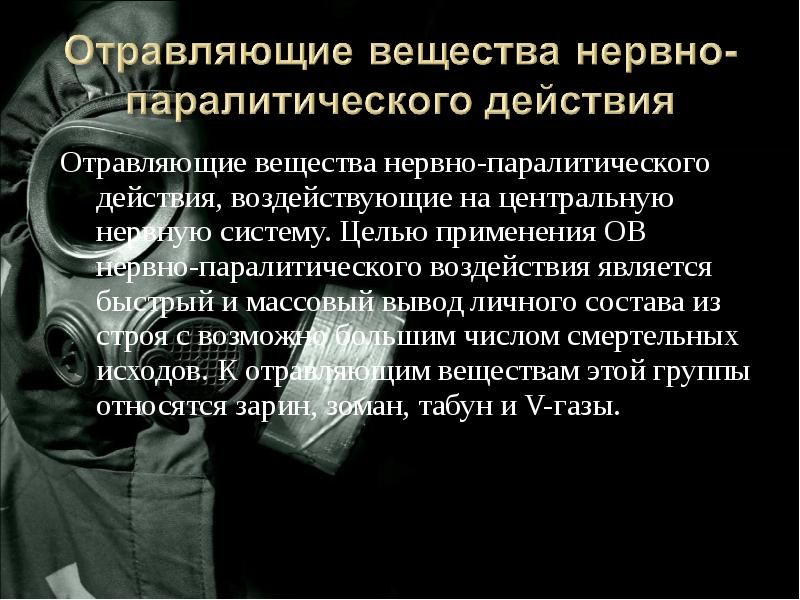 Отравляющие вещества нервно-
паралитического действия
Отравляющие вещества нервно-паралитического
действия, воздействующие на центральную
нервную систему. Целью применения ОВ
нервно-паралитического воздействия является
быстрый и массовый вывод личного состава из
строя с возможно большим числом смертельных
исходов. К отравляющим веществам этой группы
относятся зарин, зоман, табун и V-газы.